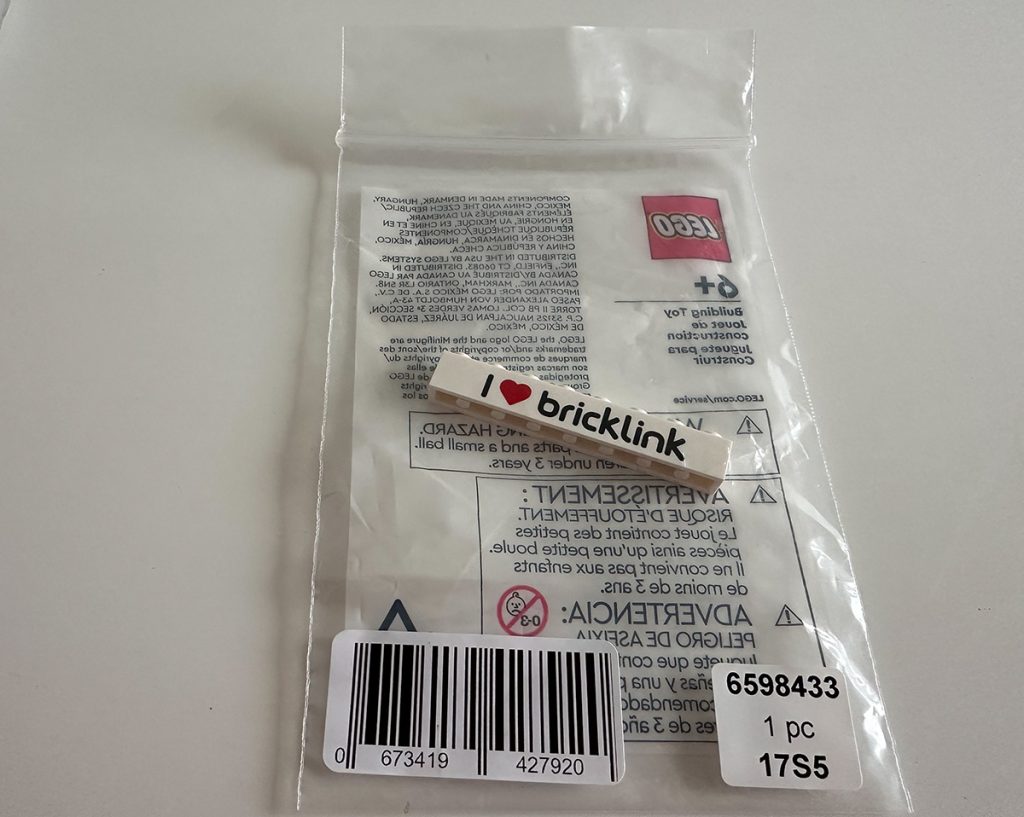 COMPONENTS MADE IN DENMARK, HUNGARY,
MEXICO, CHINA AND THE CZECH REPUBLIC/
ÉLÉMENTS FABRIQUÉS AU DANEMARK,
EN HONGRIE, AU MEXIQUE, EN CHINE ET EN
RÉPUBLIQUE TCHÈQUE/COMPONENTES
HECHOS EN DINAMARCA, HUNGRÍA, MÉXICO,
CHINA Y REPÚBLICA CHECA.
DISTRIBUTED IN THE USA BY LEGO SYSTEMS,
INC., ENFIELD, CT 06083. DISTRIBUTED IN
CANADA BY/DISTRIBUÉ AU CANADA PAR LEGO
CANADA INC., MARKHAM, ONTARIO L3R 5N8.
IMPORTADO POR: LEGO MÉXICO S.A. DE C.V.,
PASEO ALEXANDER VON HUMBOLDT 43-A,
TORRE II PB COL. LOMAS VERDES 3ª SECCIÓN,
C.P. 53125 NAUCALPAN DE JUÁREZ, ESTADO
DE MÉXICO, MÉXICO.
LEGO, the LEGO logo and the Minifigure are
trademarks and/or copyrights of the/sont des
marques de commerce et/
son marcas
protegidas
LEGO
6+
Building Toy
Jouet de
construction
Juguete para
Construir
LEGO.com/service
I ❤ bricklink
HAZARD.
parts and a small ball.
under 3 years.
AVERTISSEMENT :
RISQUE D'ÉTOUFFEMENT.
Le jouet contient des petites
pièces ainsi qu'une petite boule.
Il ne convient pas aux enfants
de moins de 3 ans.
0-3
ADVERTENCIA:
PELIGRO DE ASFIXIA
Juguete que
y una
de 3
0 673419 427920
6598433
1 pc
17S5